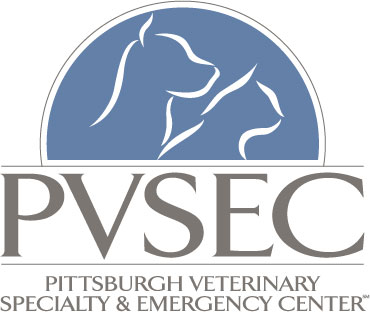 PVSEC
PITTSBURGH VETERINARY
SPECIALTY & EMERGENCY CENTER℠